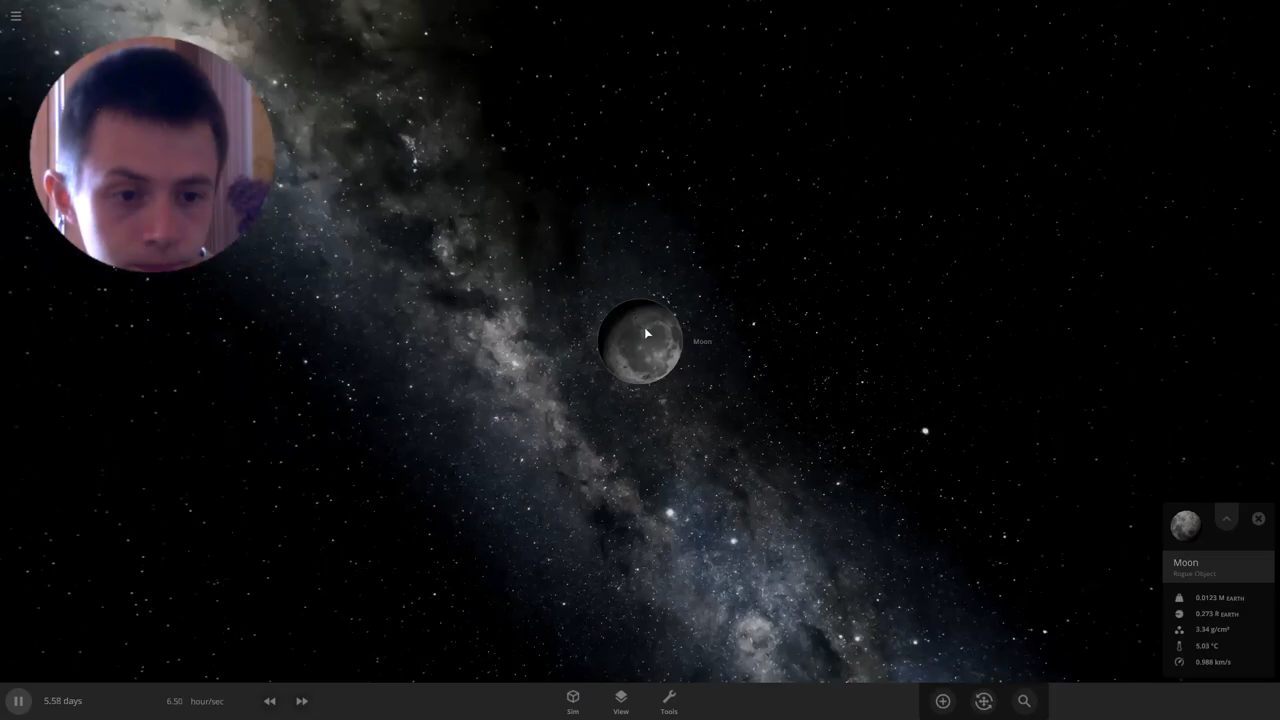 Moon
Moon
Rogue Object
0.0123 M EARTH
0.273 R EARTH
3.34 g/cm³
5.03 °C
0.988 km/s
5.58 days
6.50 hour/sec
Sim
View
Tools